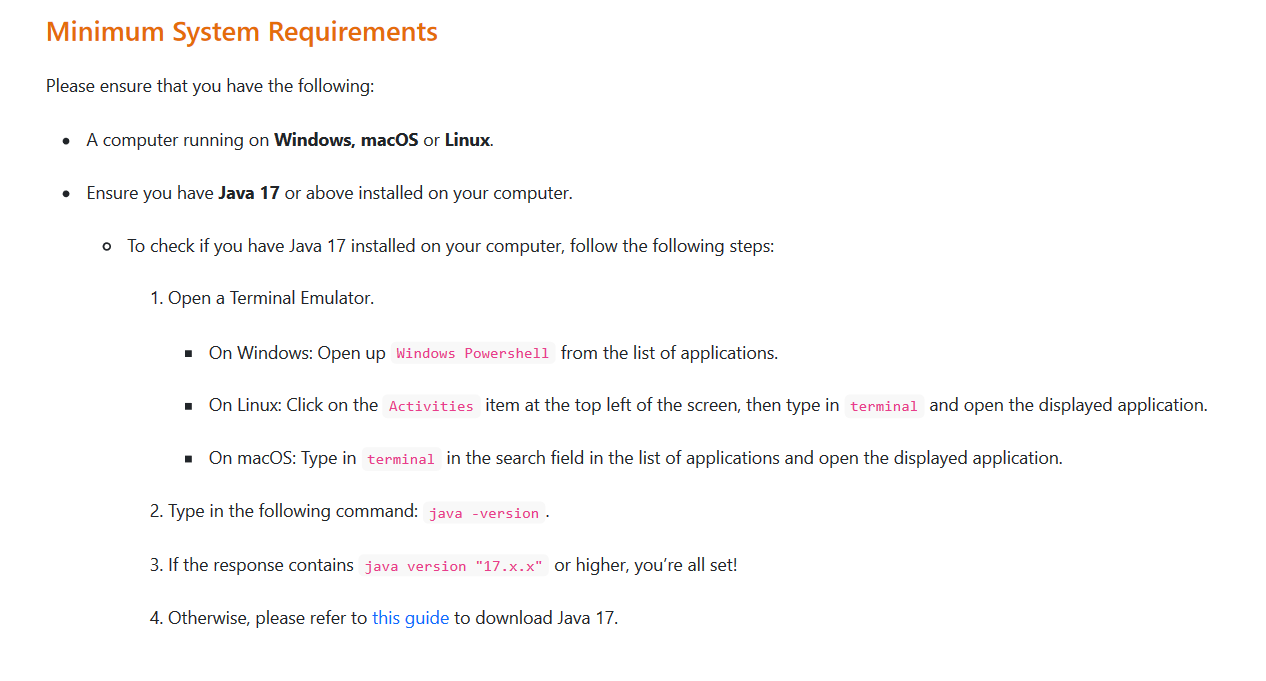 Minimum System Requirements
Please ensure that you have the following:
A computer running on Windows, macOS or Linux.
Ensure you have Java 17 or above installed on your computer.
To check if you have Java 17 installed on your computer, follow the following steps:
1. Open a Terminal Emulator.
On Windows: Open up Windows Powershell from the list of applications.
On Linux: Click on the Activities item at the top left of the screen, then type in terminal and open the displayed application.
On macOS: Type in terminal in the search field in the list of applications and open the displayed application.
2. Type in the following command: java -version.
3. If the response contains java version "17.x.x" or higher, you’re all set!
4. Otherwise, please refer to this guide to download Java 17.